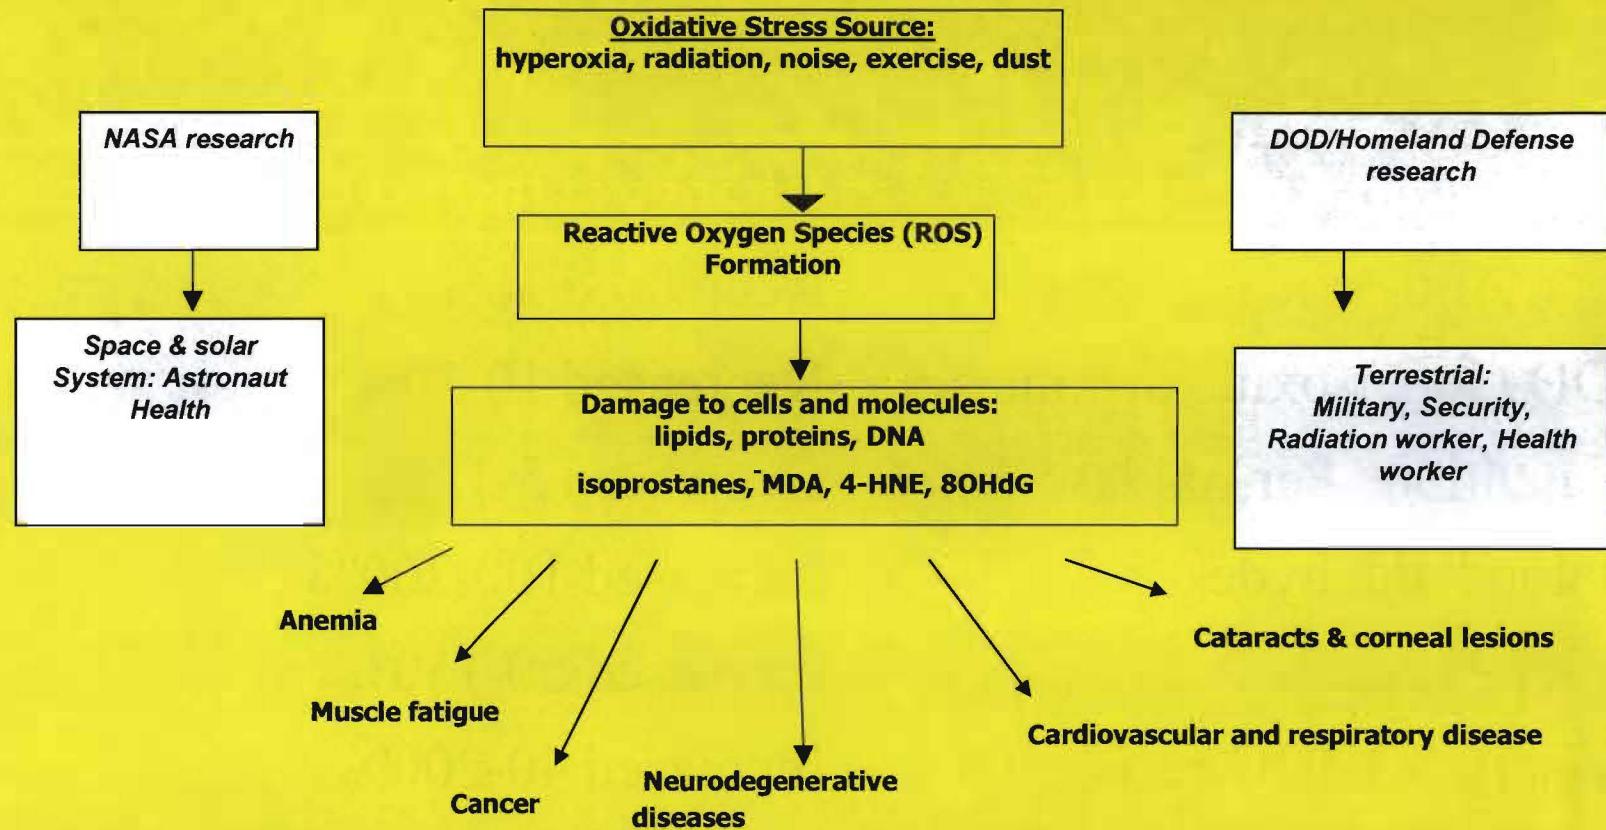 Oxidative Stress Source:
hyperoxia, radiation, noise, exercise, dust
NASA research
DOD/Homeland Defense
research
Reactive Oxygen Species (ROS)
Formation
Space & solar
System: Astronaut
Health
Terrestrial:
Military, Security,
Radiation worker, Health
worker
Damage to cells and molecules:
lipids, proteins, DNA
isoprostanes, MDA, 4-HNE, 8OHdG
Anemia
Cataracts & corneal lesions
Muscle fatigue
Cardiovascular and respiratory disease
Neurodegenerative
diseases
Cancer